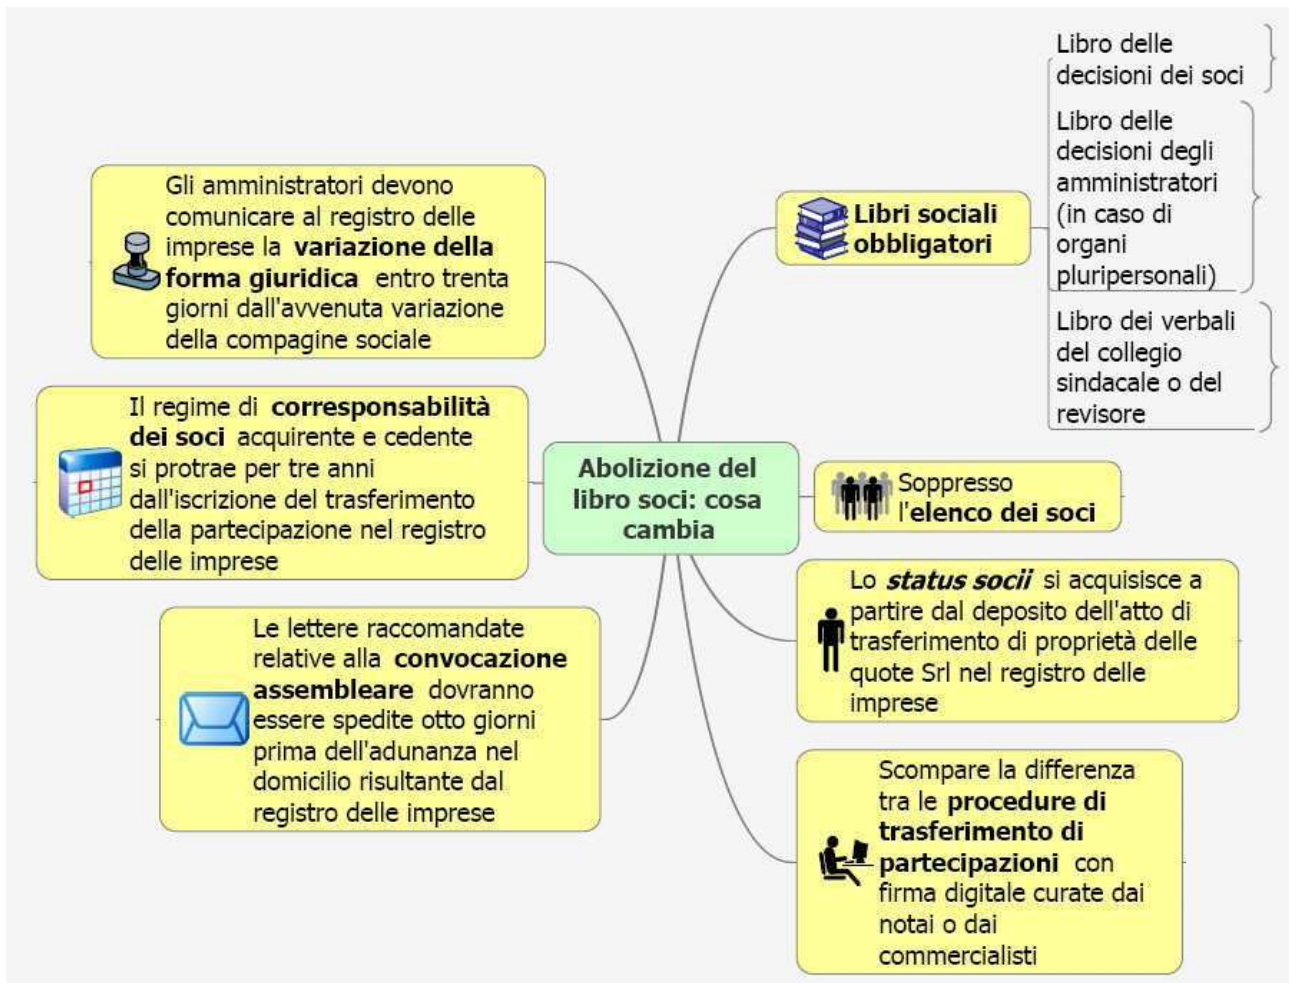 Gli amministratori devono
comunicare al registro delle
imprese la variazione della
forma giuridica entro trenta
giorni dall'avvenuta variazione
della compagine sociale
Il regime di corresponsabilità
dei soci acquirente e cedente
si protrae per tre anni
dall'iscrizione del trasferimento
della partecipazione nel registro
delle imprese
Le lettere raccomandate
relative alla convocazione
assembleare dovranno
essere spedite otto giorni
prima dell'adunanza nel
domicilio risultante dal
registro delle imprese
Abolizione del
libro soci: cosa
cambia
Libri sociali
obbligatori
Libro delle
decisioni dei soci
Libro delle
decisioni degli
amministratori
(in caso di
organi
pluripersonali)
Libro dei verbali
del collegio
sindacale o del
revisore
Soppresso
l'elenco dei soci
Lo status socii si acquisisce a
partire dal deposito dell'atto di
trasferimento di proprietà delle
quote Srl nel registro delle
imprese
Scompare la differenza
tra le procedure di
trasferimento di
partecipazioni con
firma digitale curate dai
notai o dai
commercialisti